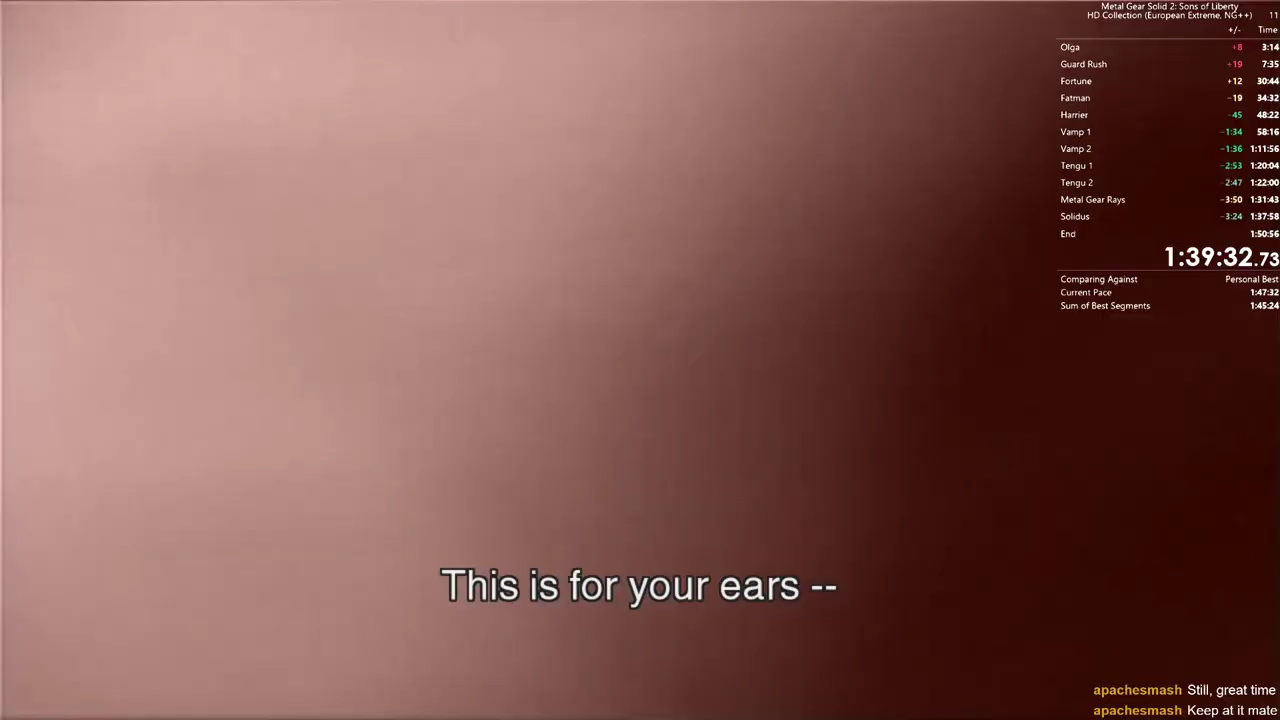 Metal Gear Solid 2: Sons of Liberty
HD Collection (European Extreme, NG++) 11
+/- Time
Olga +8 3:14
Guard Rush +19 7:35
Fortune +12 30:44
Fatman −19 34:32
Harrier −45 48:22
Vamp 1 −1:34 58:16
Vamp 2 −1:36 1:11:56
Tengu 1 −2:53 1:20:04
Tengu 2 −2:47 1:22:00
Metal Gear Rays −3:50 1:31:43
Solidus −3:24 1:37:58
End 1:50:56
1:39:32.73
Comparing Against Personal Best
Current Pace 1:47:32
Sum of Best Segments 1:45:24
This is for your ears --
apachesmash Still, great time
apachesmash Keep at it mate